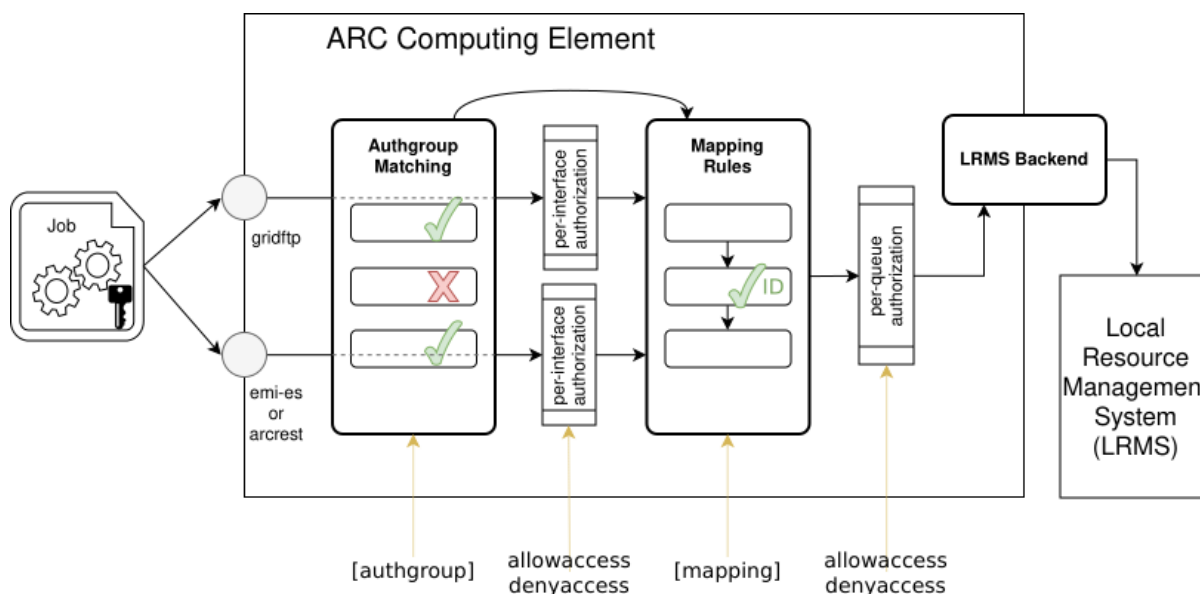 ARC Computing Element
Job
gridftp
emi-es
or
arcrest
Authgroup
Matching
per-interface
authorization
per-interface
authorization
Mapping
Rules
ID
per-queue
authorization
LRMS Backend
Local
Resource
Management
System
(LRMS)
[authgroup]
allowaccess
denyaccess
[mapping]
allowaccess
denyaccess